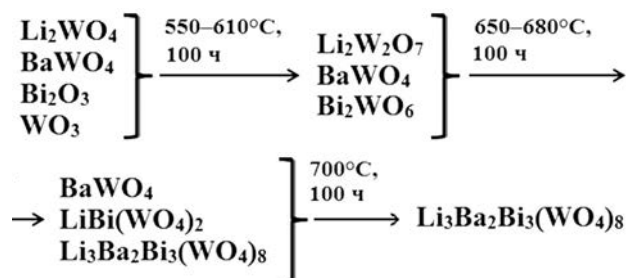 Li₂WO₄
BaWO₄
Bi₂O₃
WO₃
550–610°C,
100 ч
Li₂W₂O₇
BaWO₄
Bi₂WO₆
650–680°C,
100 ч
BaWO₄
LiBi(WO₄)₂
Li₃Ba₂Bi₃(WO₄)₈
700°C,
100 ч
Li₃Ba₂Bi₃(WO₄)₈